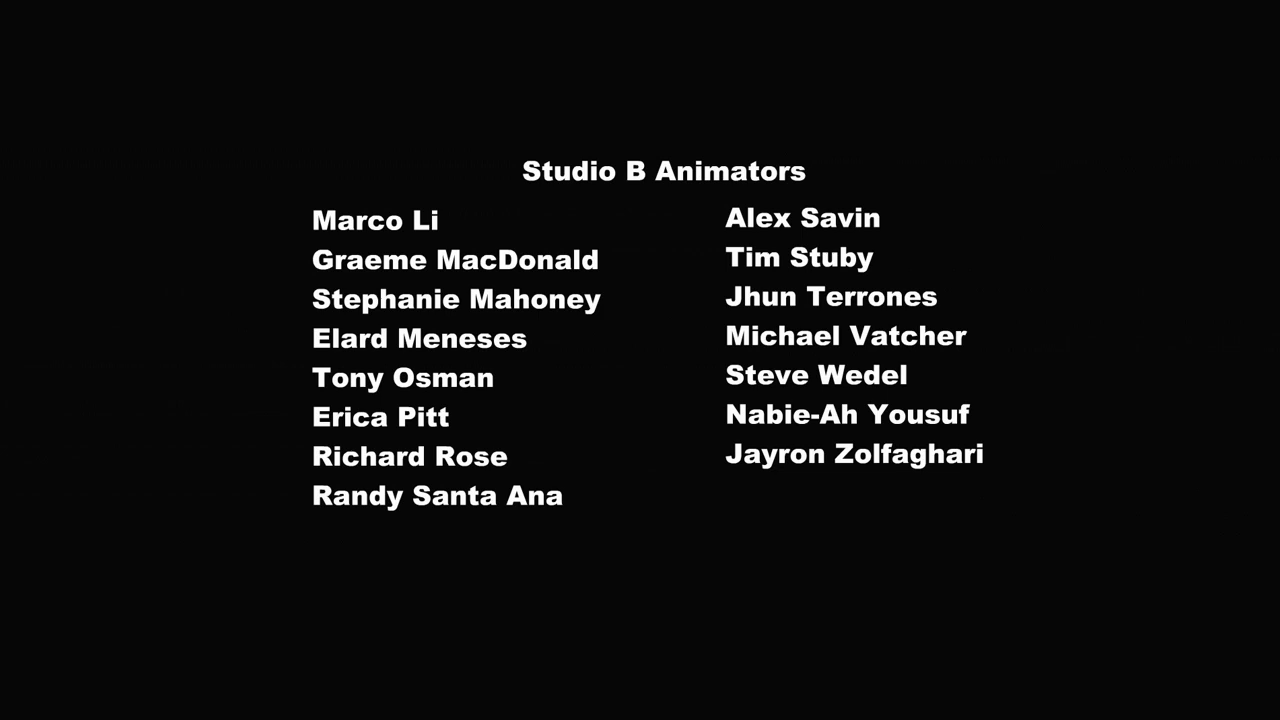 Studio B Animators
Marco Li
Graeme MacDonald
Stephanie Mahoney
Elard Meneses
Tony Osman
Erica Pitt
Richard Rose
Randy Santa Ana
Alex Savin
Tim Stuby
Jhun Terrones
Michael Vatcher
Steve Wedel
Nabie-Ah Yousuf
Jayron Zolfaghari